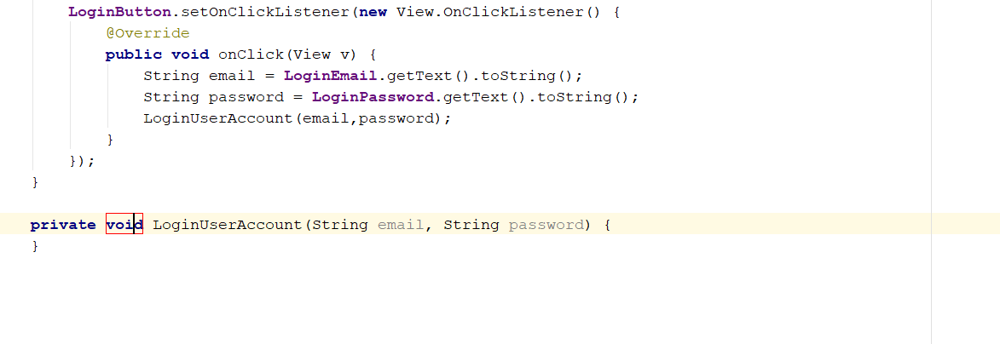 LoginButton.setOnClickListener(new View.OnClickListener() {
@Override
public void onClick(View v) {
String email = LoginEmail.getText().toString();
String password = LoginPassword.getText().toString();
LoginUserAccount(email,password);
}
});
}
private void LoginUserAccount(String email, String password) {
}